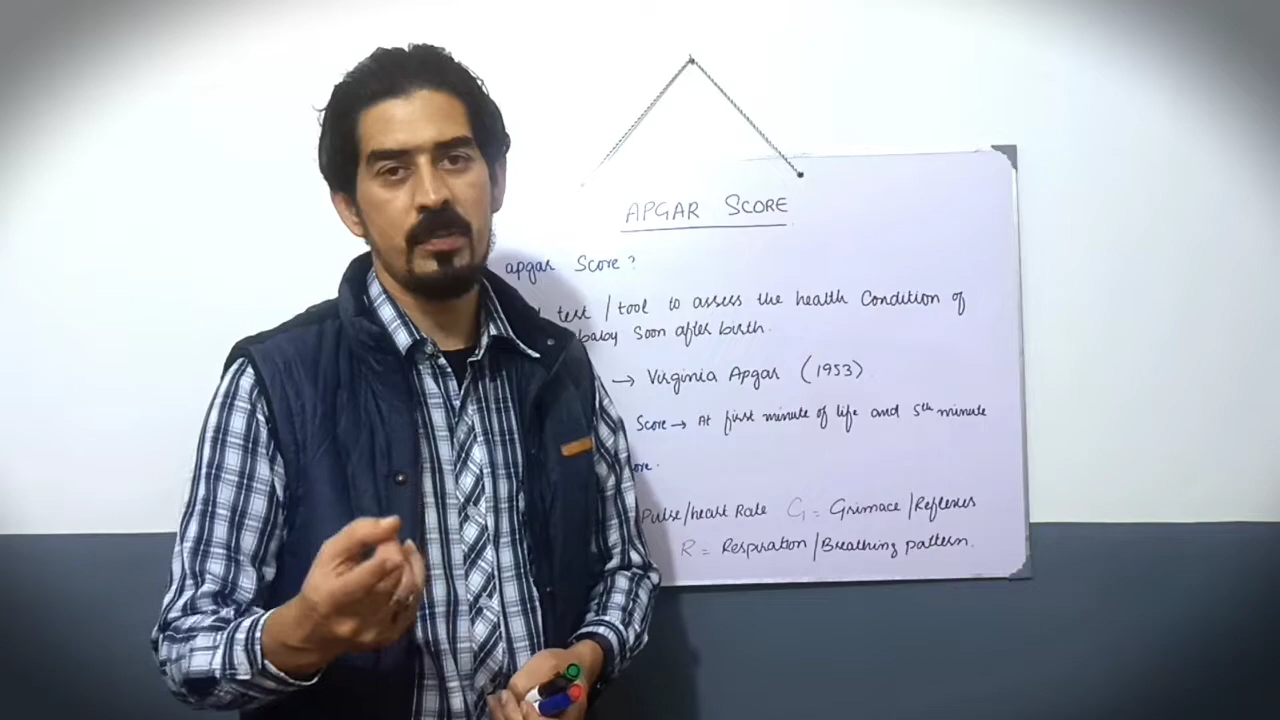 APGAR SCORE
apgar Score?
test/tool to assess the health Condition of
baby Soon after birth.
→ Virginia Apgar (1953)
Score → At first minute of life and 5th minute
ore.
Pulse/heart Rate G = Grimace/Reflexes
R = Respiration/Breathing pattern.